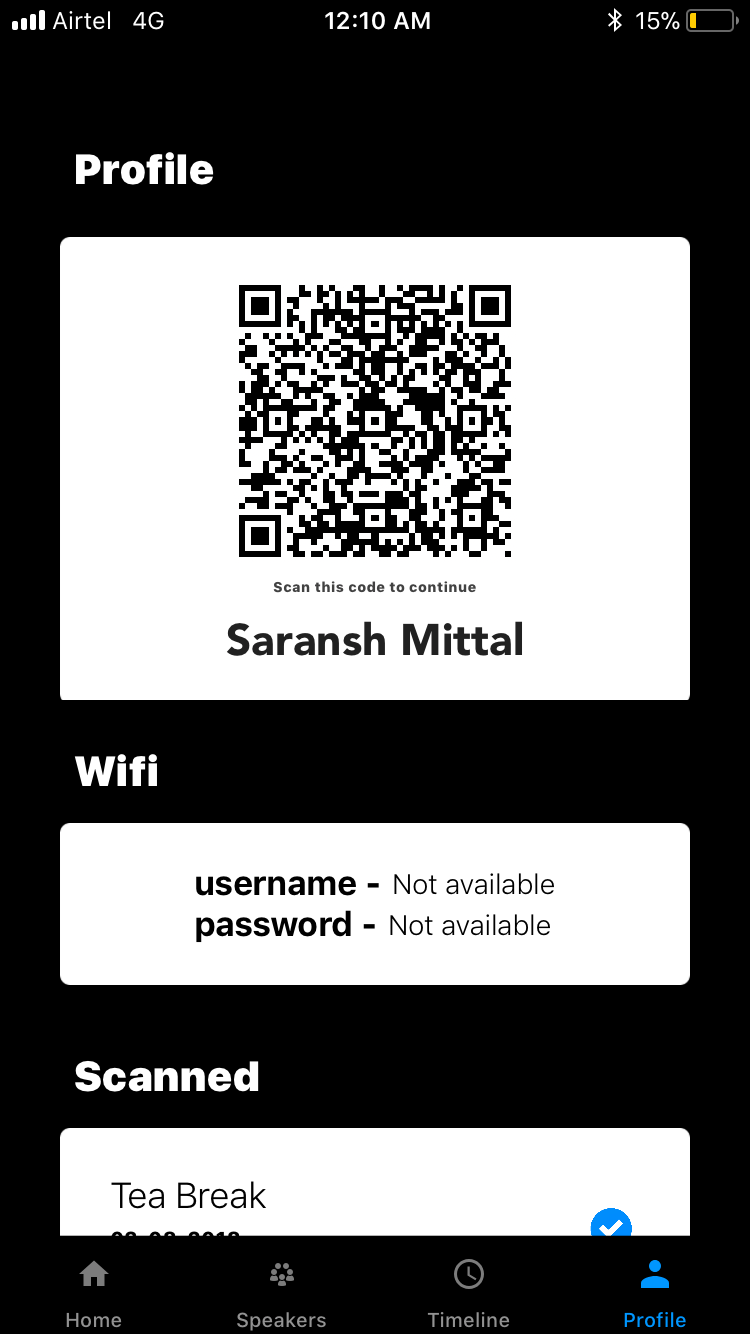 Airtel 4G 12:10 AM 15%
Profile
Scan this code to continue
Saransh Mittal
Wifi
username - Not available
password - Not available
Scanned
Tea Break
Home Speakers Timeline Profile